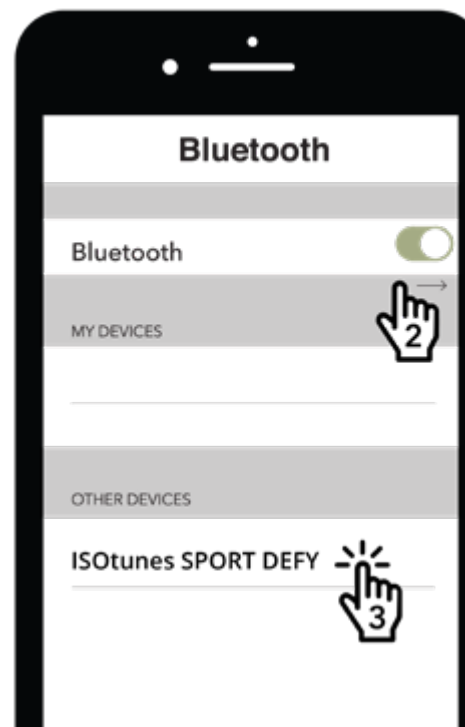 Bluetooth
Bluetooth
2
MY DEVICES
OTHER DEVICES
ISOtunes SPORT DEFY
3